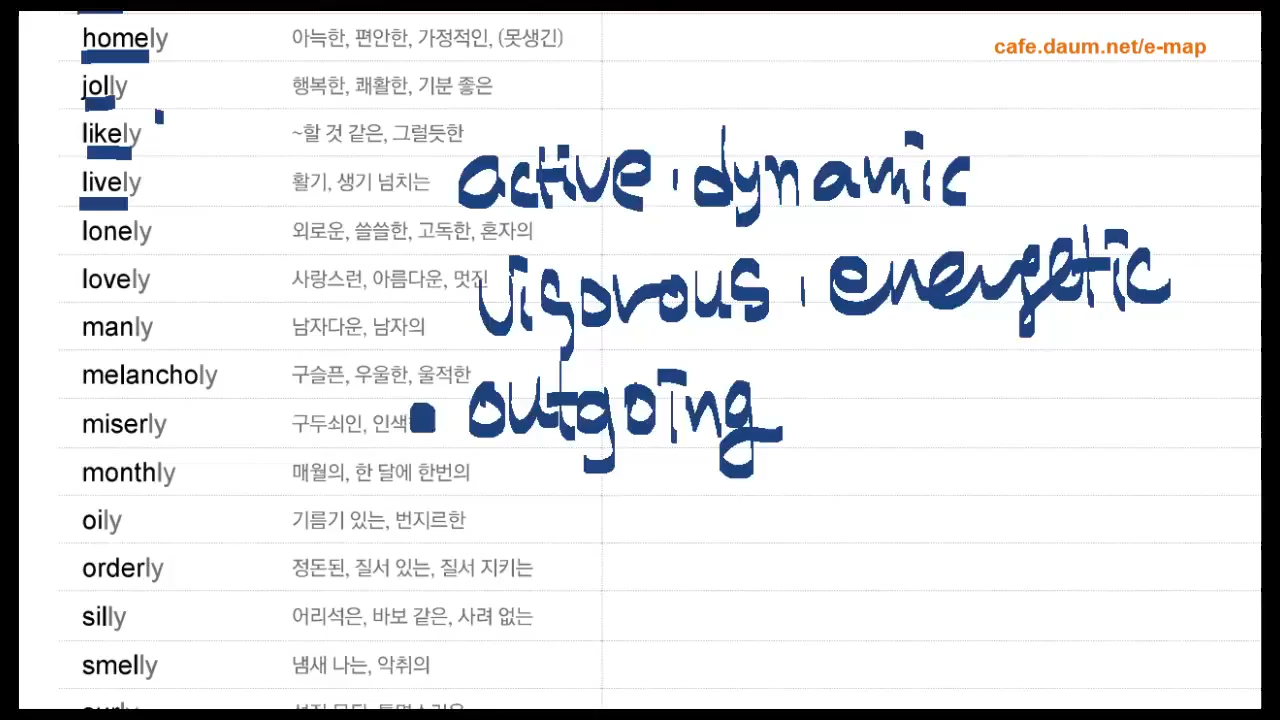 homely 아늑한, 편안한, 가정적인, (못생긴)
cafe.daum.net/e-map
jolly 행복한, 쾌활한, 기분 좋은
likely ~할 것 같은, 그럴듯한
lively 활기, 생기 넘치는
active, dynamic
lonely 외로운, 쓸쓸한, 고독한, 혼자의
lovely 사랑스런, 아름다운, 멋진
vigorous, energetic
manly 남자다운, 남자의
melancholy 구슬픈, 우울한, 울적한
outgoing
miserly 구두쇠인, 인색
monthly 매월의, 한 달에 한번의
oily 기름기 있는, 번지르한
orderly 정돈된, 질서 있는, 질서 지키는
silly 어리석은, 바보 같은, 사려 없는
smelly 냄새 나는, 악취의